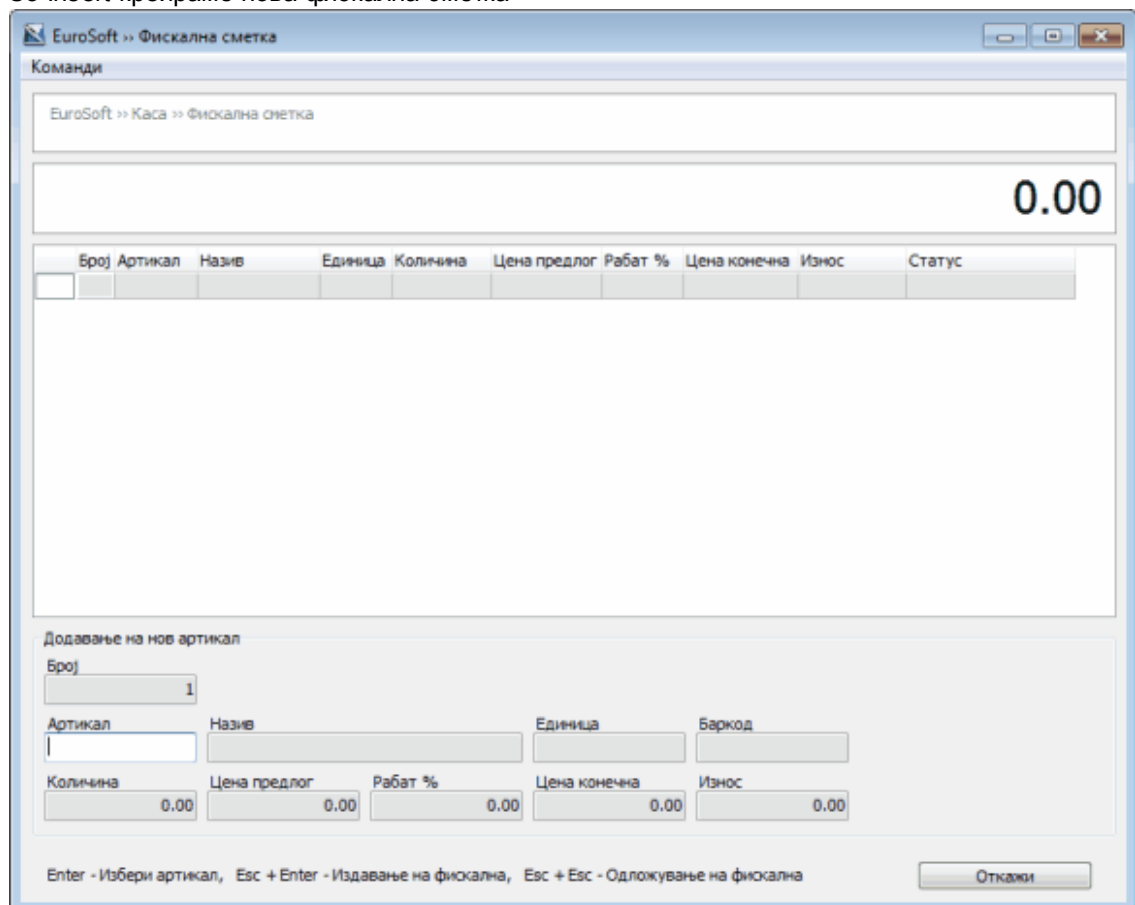 EuroSoft ›› Фискална сметка
Команди
EuroSoft ›› Каса ›› Фискална сметка
0.00
Број Артикал Назив Единица Количина Цена предлог Рабат % Цена конечна Износ Статус
Додавање на нов артикал
Број
1
Артикал Назив Единица Баркод
Количина Цена предлог Рабат % Цена конечна Износ
0.00 0.00 0.00 0.00 0.00
Enter - Избери артикал, Esc + Enter - Издавање на фискална, Esc + Esc - Одложување на фискална Откажи